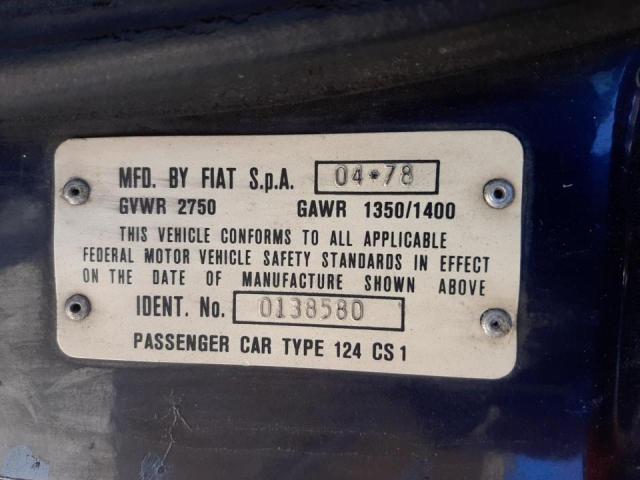 MFD. BY FIAT S.p.A. 04*78
GVWR 2750 GAWR 1350/1400
THIS VEHICLE CONFORMS TO ALL APPLICABLE
FEDERAL MOTOR VEHICLE SAFETY STANDARDS IN EFFECT
ON THE DATE OF MANUFACTURE SHOWN ABOVE
IDENT. No. 0138580
PASSENGER CAR TYPE 124 CS1